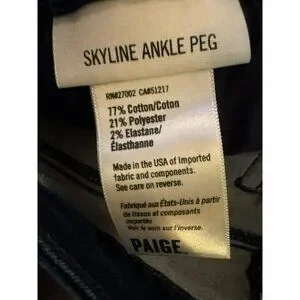 SKYLINE ANKLE PEG
RN#27002 CA#51217
77% Cotton/Coton
21% Polyester
2% Elastane/
Élasthanne
Made in the USA of Imported
fabric and components.
See care on reverse.
Fabriqué aux États-Unis à partir
de tissus et composants
importés
Voir le soin sur l'inverse.
PAIGE